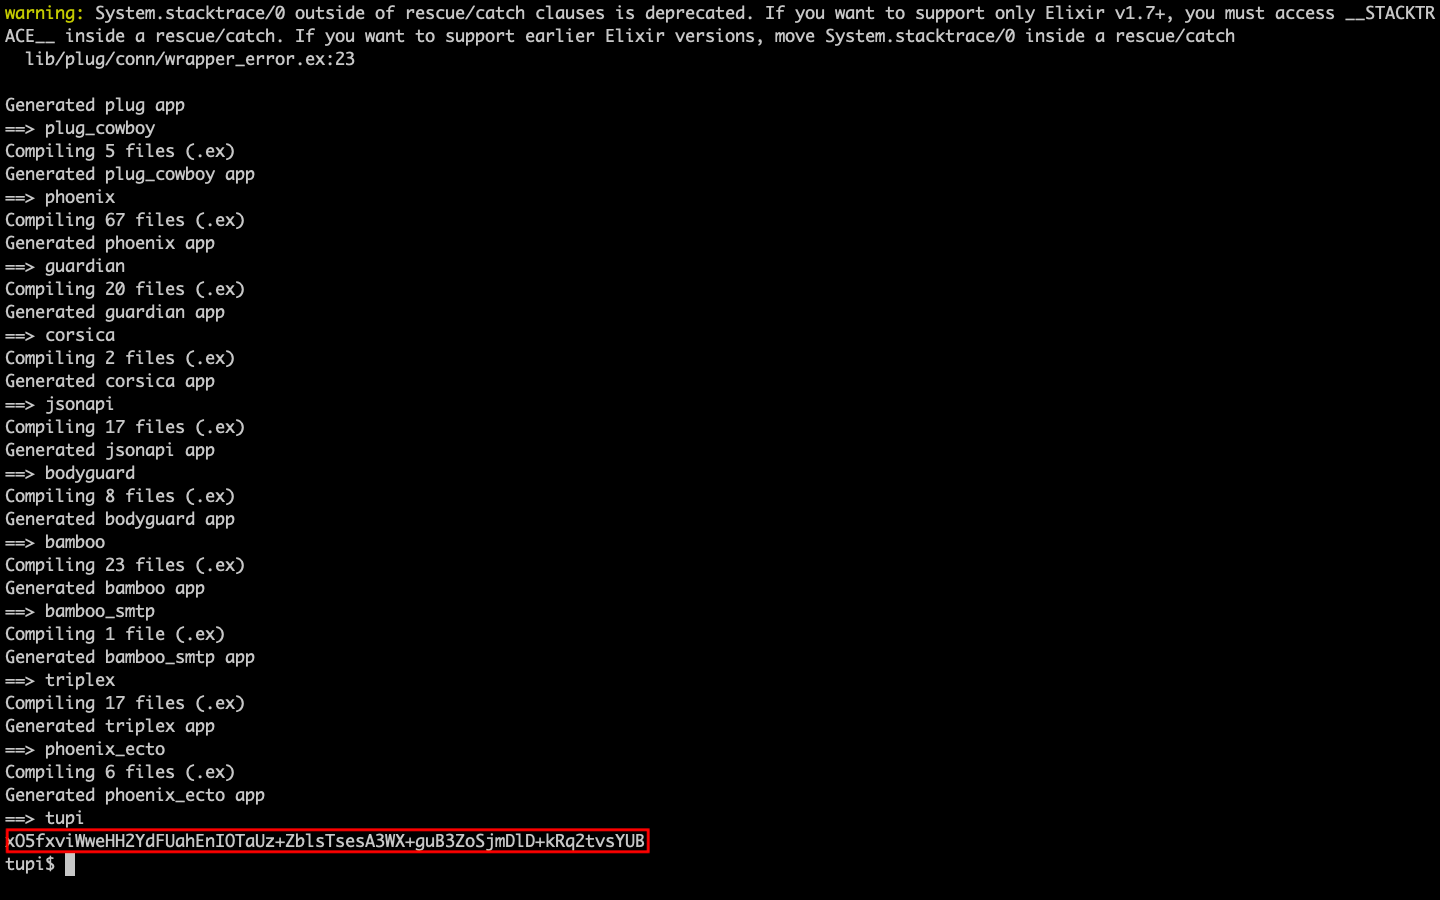 warning: System.stacktrace/0 outside of rescue/catch clauses is deprecated. If you want to support only Elixir v1.7+, you must access __STACKTR
ACE__ inside a rescue/catch. If you want to support earlier Elixir versions, move System.stacktrace/0 inside a rescue/catch
lib/plug/conn/wrapper_error.ex:23
Generated plug app
==> plug_cowboy
Compiling 5 files (.ex)
Generated plug_cowboy app
==> phoenix
Compiling 67 files (.ex)
Generated phoenix app
==> guardian
Compiling 20 files (.ex)
Generated guardian app
==> corsica
Compiling 2 files (.ex)
Generated corsica app
==> jsonapi
Compiling 17 files (.ex)
Generated jsonapi app
==> bodyguard
Compiling 8 files (.ex)
Generated bodyguard app
==> bamboo
Compiling 23 files (.ex)
Generated bamboo app
==> bamboo_smtp
Compiling 1 file (.ex)
Generated bamboo_smtp app
==> triplex
Compiling 17 files (.ex)
Generated triplex app
==> phoenix_ecto
Compiling 6 files (.ex)
Generated phoenix_ecto app
==> tupi
xO5fxviWweHH2YdFUahEnIOTaUz+ZblsTsesA3WX+guB3ZoSjmDlD+kRq2tvsYUB
tupi$